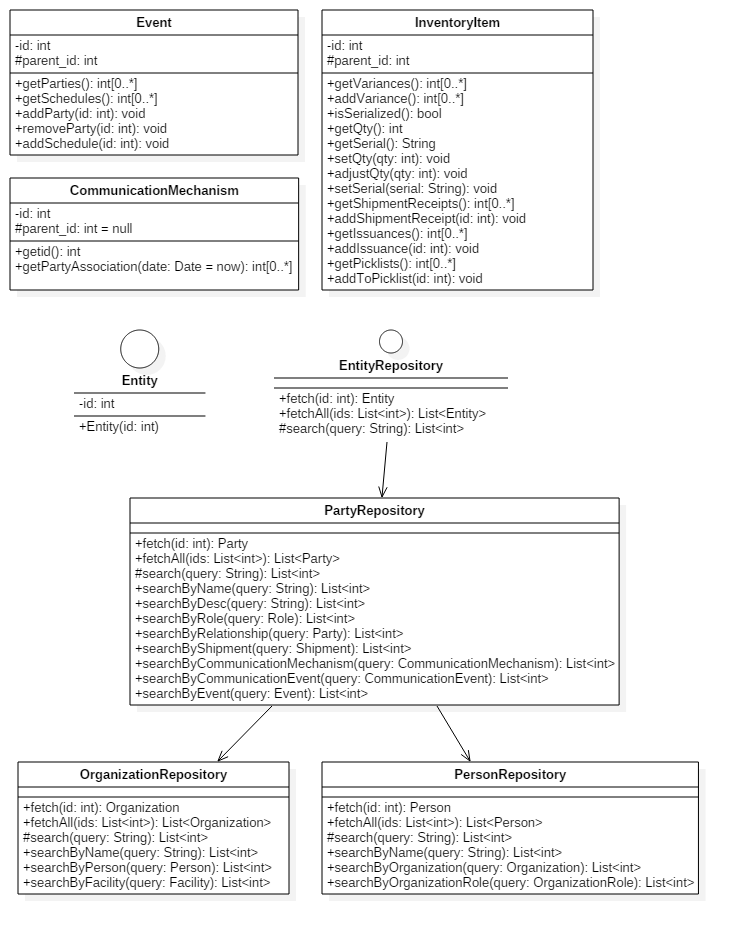 Event
-id: int
#parent_id: int
+getParties(): int[0..*]
+getSchedules(): int[0..*]
+addParty(id: int): void
+removeParty(id: int): void
+addSchedule(id: int): void
InventoryItem
-id: int
#parent_id: int
+getVariances(): int[0..*]
+addVariance(): int[0..*]
+isSerialized(): bool
+getQty(): int
+getSerial(): String
+setQty(qty: int): void
+adjustQty(qty: int): void
+setSerial(serial: String): void
+getShipmentReceipts(): int[0..*]
+addShipmentReceipt(id: int): void
+getIssuances(): int[0..*]
+addIssuance(id: int): void
+getPicklists(): int[0..*]
+addToPicklist(id: int): void
CommunicationMechanism
-id: int
#parent_id: int = null
+getid(): int
+getPartyAssociation(date: Date = now): int[0..*]
Entity
-id: int
+Entity(id: int)
EntityRepository
+fetch(id: int): Entity
+fetchAll(ids: List<int>): List<Entity>
#search(query: String): List<int>
PartyRepository
+fetch(id: int): Party
+fetchAll(ids: List<int>): List<Party>
#search(query: String): List<int>
+searchByName(query: String): List<int>
+searchByDesc(query: String): List<int>
+searchByRole(query: Role): List<int>
+searchByRelationship(query: Party): List<int>
+searchByShipment(query: Shipment): List<int>
+searchByCommunicationMechanism(query: CommunicationMechanism): List<int>
+searchByCommunicationEvent(query: CommunicationEvent): List<int>
+searchByEvent(query: Event): List<int>
OrganizationRepository
+fetch(id: int): Organization
+fetchAll(ids: List<int>): List<Organization>
#search(query: String): List<int>
+searchByName(query: String): List<int>
+searchByPerson(query: Person): List<int>
+searchByFacility(query: Facility): List<int>
PersonRepository
+fetch(id: int): Person
+fetchAll(ids: List<int>): List<Person>
#search(query: String): List<int>
+searchByName(query: String): List<int>
+searchByOrganization(query: Organization): List<int>
+searchByOrganizationRole(query: OrganizationRole): List<int>